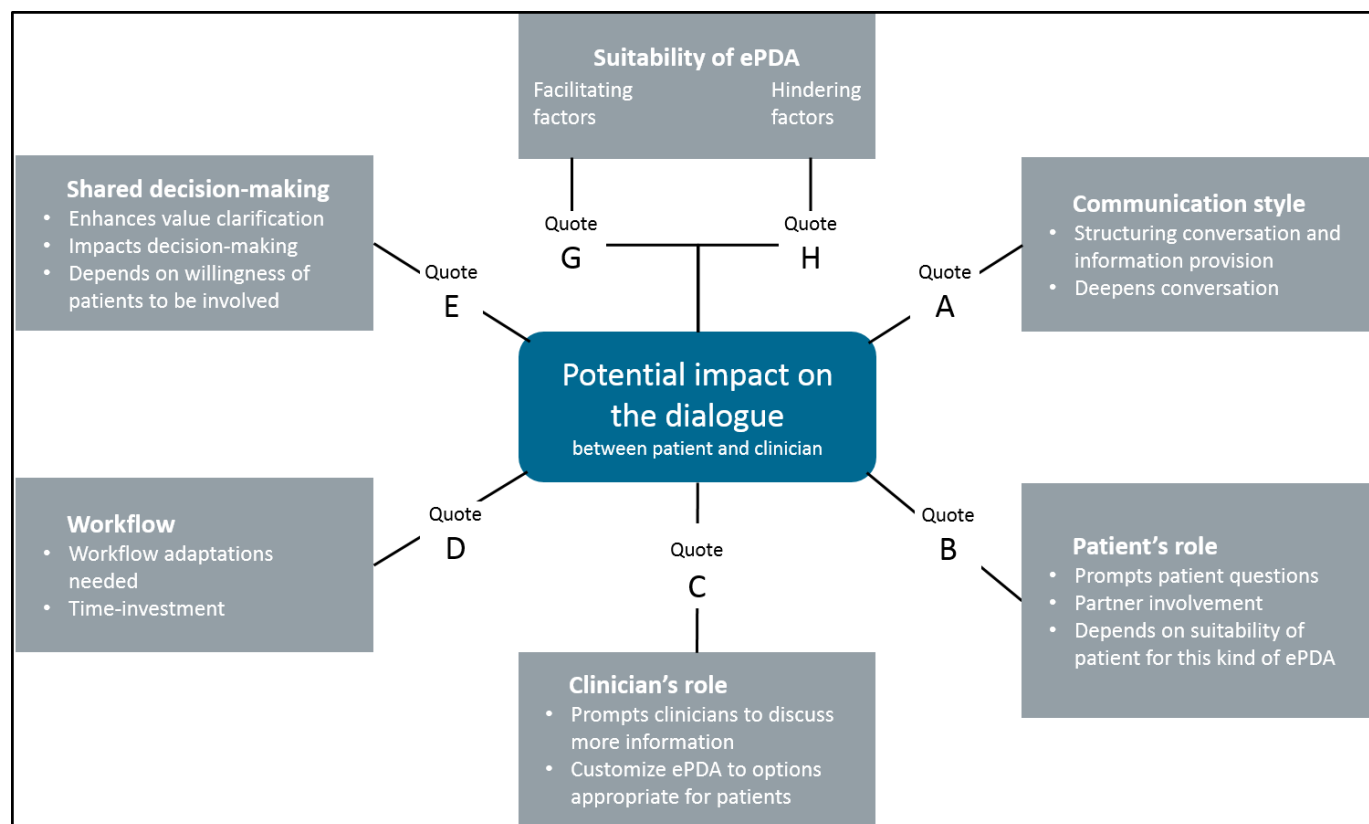 Suitability of ePDA
Facilitating
factors
Hindering
factors
Shared decision-making
• Enhances value clarification
• Impacts decision-making
• Depends on willingness of
patients to be involved
Quote
G
Quote
H
Communication style
• Structuring conversation and
information provision
• Deepens conversation
Quote
E
Quote
A
Potential impact on
the dialogue
between patient and clinician
Workflow
• Workflow adaptations
needed
• Time-investment
Quote
D
Quote
C
Quote
B
Patient's role
• Prompts patient questions
• Partner involvement
• Depends on suitability of
patient for this kind of ePDA
Clinician's role
• Prompts clinicians to discuss
more information
• Customize ePDA to options
appropriate for patients